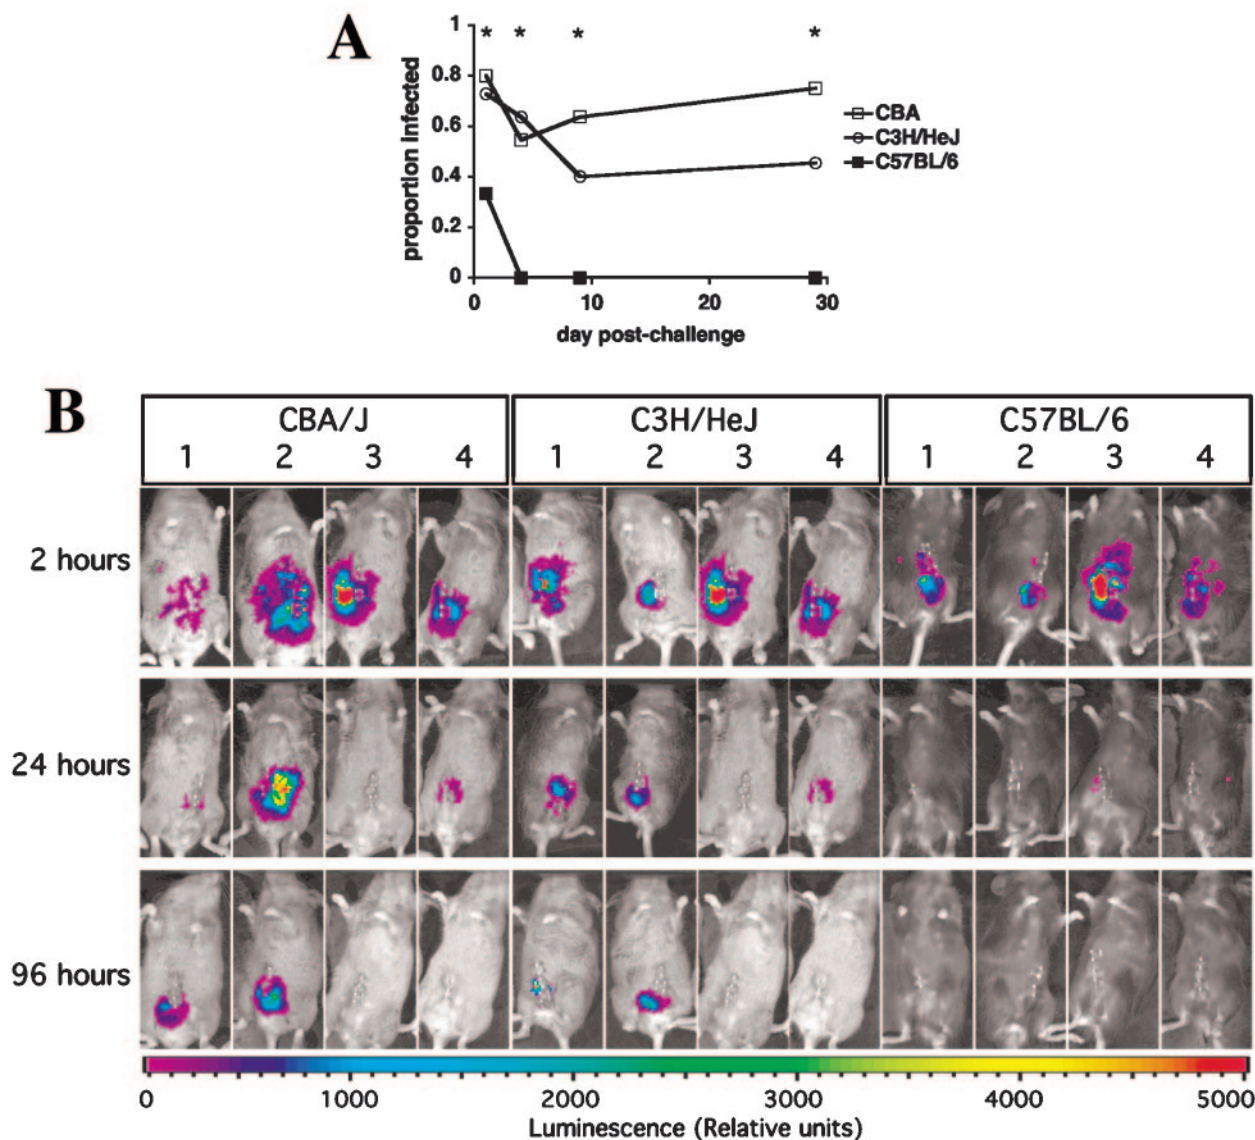 A
1
0.8
0.6
0.4
0.2
0
* * * *
proportion infected
0 10 20 30
day post-challenge
CBA
C3H/HeJ
C57BL/6
B
CBA/J C3H/HeJ C57BL/6
1 2 3 4 1 2 3 4 1 2 3 4
2 hours
24 hours
96 hours
0 1000 2000 3000 4000 5000
Luminescence (Relative units)